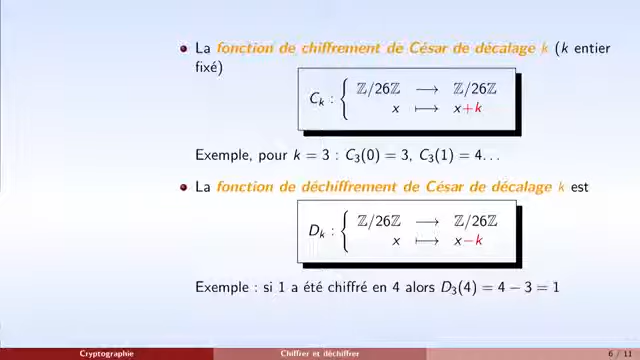 La fonction de chiffrement de César de décalage k (k entier
fixé)
C_k : { ℤ/26ℤ ⟶ ℤ/26ℤ
x ⟼ x+k
Exemple, pour k = 3 : C_3(0) = 3, C_3(1) = 4...
La fonction de déchiffrement de César de décalage k est
D_k : { ℤ/26ℤ ⟶ ℤ/26ℤ
x ⟼ x−k
Exemple : si 1 a été chiffré en 4 alors D_3(4) = 4 − 3 = 1
Cryptographie Chiffrer et déchiffrer 6 / 11